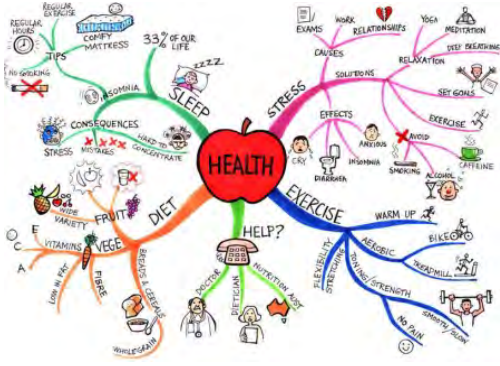 HEALTH
SLEEP
33% OF OUR
LIFE
ZZZZ
INSOMNIA
TIPS
REGULAR
EXERCISE
REGULAR
HOURS
COMFY
MATTRESS
NO SMOKING
CONSEQUENCES
STRESS
MISTAKES
HARD TO
CONCENTRATE
STRESS
CAUSES
EXAMS
WORK
RELATIONSHIPS
SOLUTIONS
RELAXATION
YOGA
MEDITATION
DEEP BREATHING
SET GOALS
EXERCISE
AVOID
SMOKING
ALCOHOL
CAFFEINE
EFFECTS
CRY
DIARRHEA
INSOMNIA
ANXIOUS
EXERCISE
WARM UP
AEROBIC
BIKE
TREADMILL
TONING/STRENGTH
SMOOTH/SLOW
NO PAIN
FLEXIBILITY
STRETCHING
HELP?
DOCTOR
DIETICIAN
NUTRITION AUST
DIET
FRUIT
WIDE
VARIETY
VEGE
VITAMINS
E
C
A
LOW IN FAT
FIBRE
BREADS & CEREALS
WHOLEGRAIN